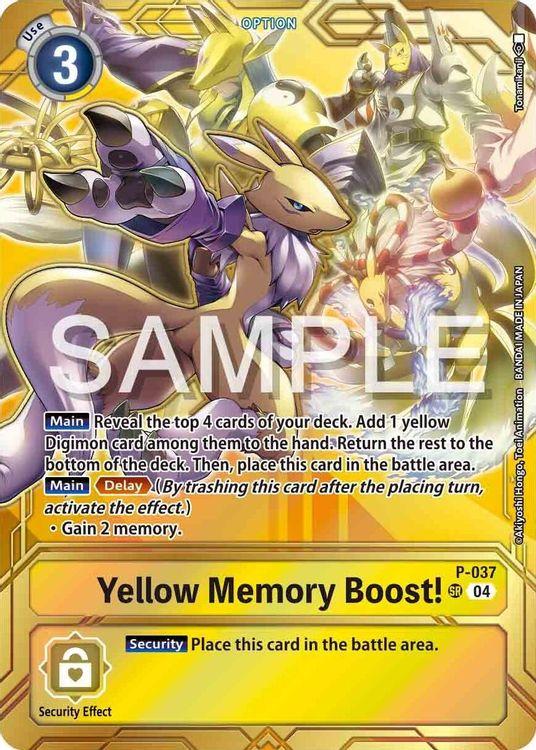 Use
3
OPTION
Tonamikanji
©Akiyoshi Hongo, Toei Animation BANDAI MADE IN JAPAN
SAMPLE
Main Reveal the top 4 cards of your deck. Add 1 yellow
Digimon card among them to the hand. Return the rest to the
bottom of the deck. Then, place this card in the battle area.
Main Delay (By trashing this card after the placing turn,
activate the effect.)
・Gain 2 memory.
P-037
Yellow Memory Boost! SR 04
Security Place this card in the battle area.
Security Effect